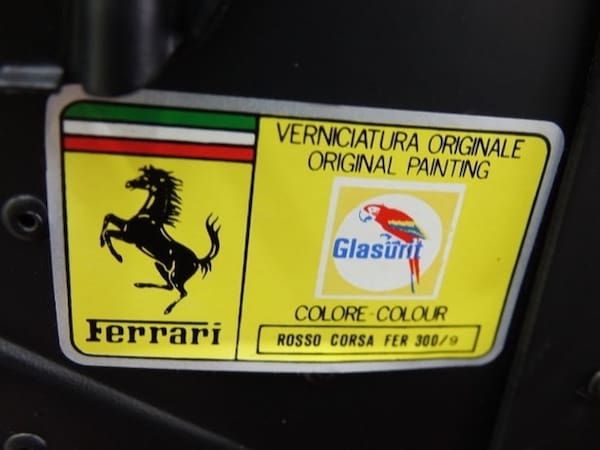 Ferrari
VERNICIATURA ORIGINALE
ORIGINAL PAINTING
Glasurit
COLORE-COLOUR
ROSSO CORSA FER 300/9